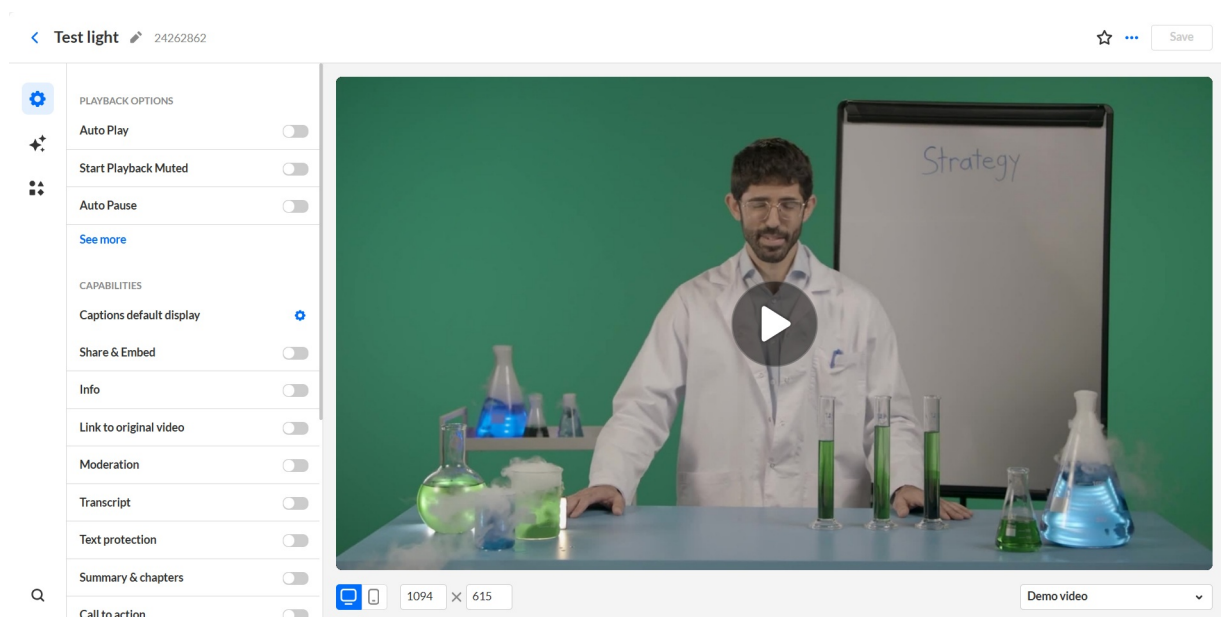 Test light 24262862
Save
PLAYBACK OPTIONS
Auto Play
Start Playback Muted
Auto Pause
See more
CAPABILITIES
Captions default display
Share & Embed
Info
Link to original video
Moderation
Transcript
Text protection
Summary & chapters
Call to action
Strategy
1094 × 615
Demo video